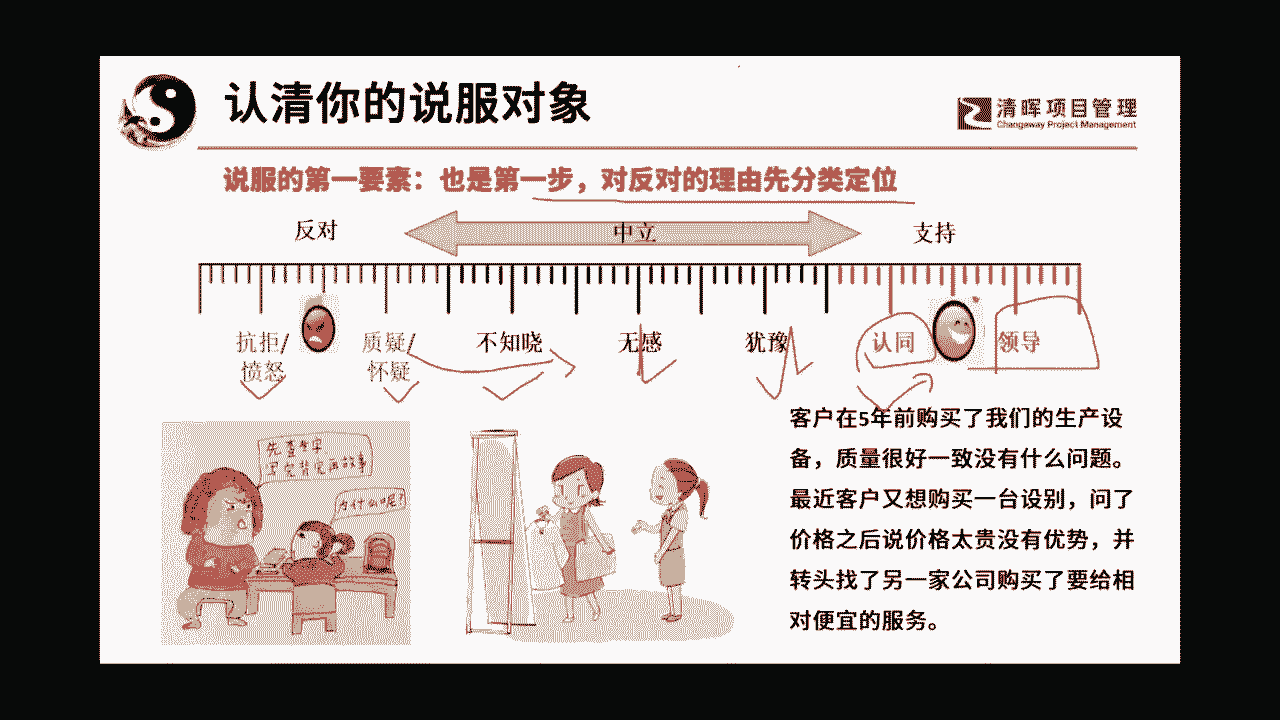 认清你的说服对象
清晖项目管理
Changeway Project Management
说服的第一要素：也是第一步，对反对的理由先分类定位
反对
中立
支持
抗拒/
愤怒
质疑/
怀疑
不知晓
无感
犹豫
认同
领导
客户在5年前购买了我们的生产设
备，质量很好一致没有什么问题。
最近客户又想购买一台设别，问了
价格之后说价格太贵没有优势，并
转头找了另一家公司购买了要给相
对便宜的服务。
先查生字
为什么呢？